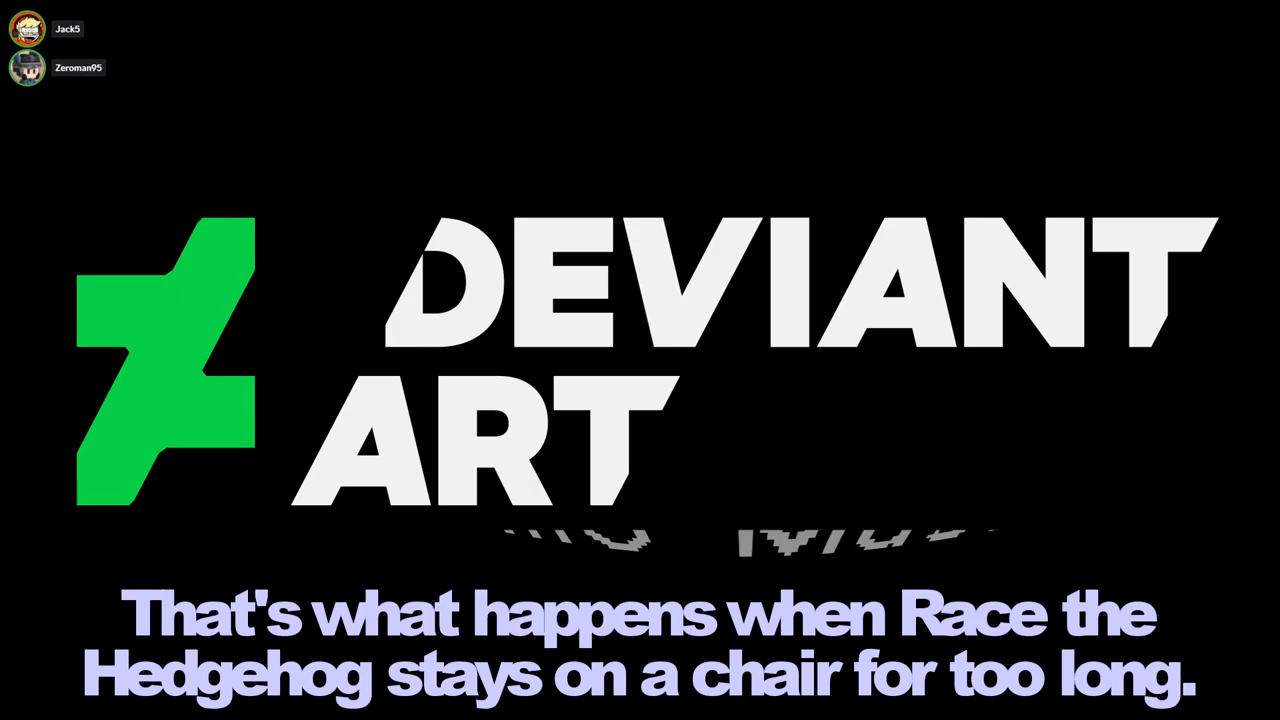 Jack5
Zeroman95
DEVIANT
ART
That's what happens when Race the
Hedgehog stays on a chair for too long.